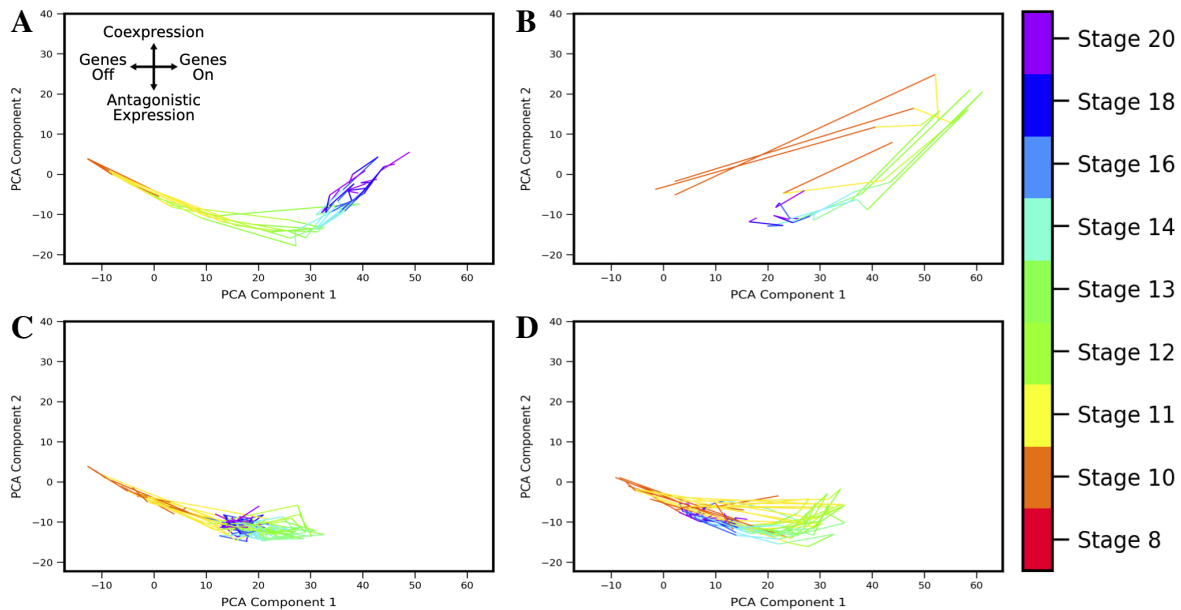 A
40
30
20
10
0
−10
−20
PCA Component 2
Coexpression
Genes
Off
Genes
On
Antagonistic
Expression
−10
0
10
20
30
40
50
60
PCA Component 1
B
40
30
20
10
0
−10
−20
PCA Component 2
−10
0
10
20
30
40
50
60
PCA Component 1
C
40
30
20
10
0
−10
−20
PCA Component 2
−10
0
10
20
30
40
50
60
PCA Component 1
D
40
30
20
10
0
−10
−20
PCA Component 2
−10
0
10
20
30
40
50
60
PCA Component 1
Stage 20
Stage 18
Stage 16
Stage 14
Stage 13
Stage 12
Stage 11
Stage 10
Stage 8